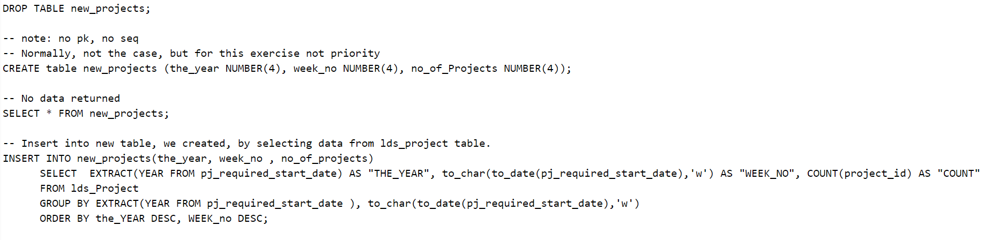 DROP TABLE new_projects;
-- note: no pk, no seq
-- Normally, not the case, but for this exercise not priority
CREATE table new_projects (the_year NUMBER(4), week_no NUMBER(4), no_of_Projects NUMBER(4));
-- No data returned
SELECT * FROM new_projects;
-- Insert into new table, we created, by selecting data from lds_project table.
INSERT INTO new_projects(the_year, week_no , no_of_projects)
SELECT  EXTRACT(YEAR FROM pj_required_start_date) AS "THE_YEAR", to_char(to_date(pj_required_start_date),'w') AS "WEEK_NO", COUNT(project_id) AS "COUNT"
FROM lds_Project
GROUP BY EXTRACT(YEAR FROM pj_required_start_date ), to_char(to_date(pj_required_start_date),'w')
ORDER BY the_YEAR DESC, WEEK_no DESC;